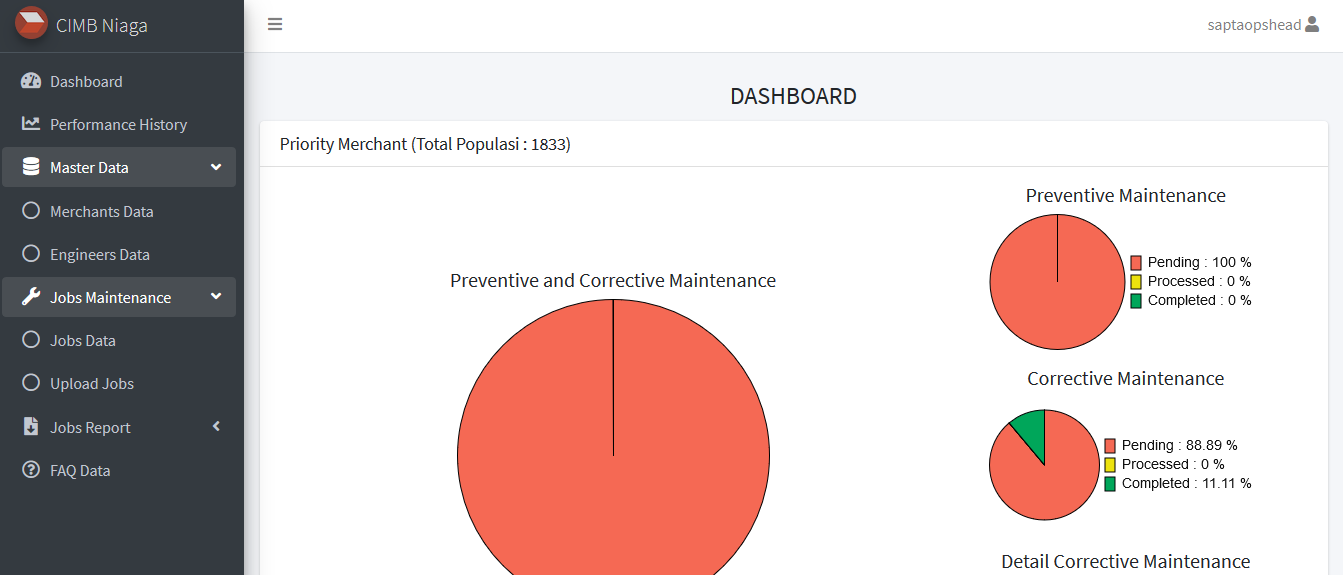 CIMB Niaga
saptaopshead
Dashboard
Performance History
Master Data
Merchants Data
Engineers Data
Jobs Maintenance
Jobs Data
Upload Jobs
Jobs Report
FAQ Data
DASHBOARD
Priority Merchant (Total Populasi : 1833)
Preventive and Corrective Maintenance
Preventive Maintenance
Pending : 100 %
Processed : 0 %
Completed : 0 %
Corrective Maintenance
Pending : 88.89 %
Processed : 0 %
Completed : 11.11 %
Detail Corrective Maintenance